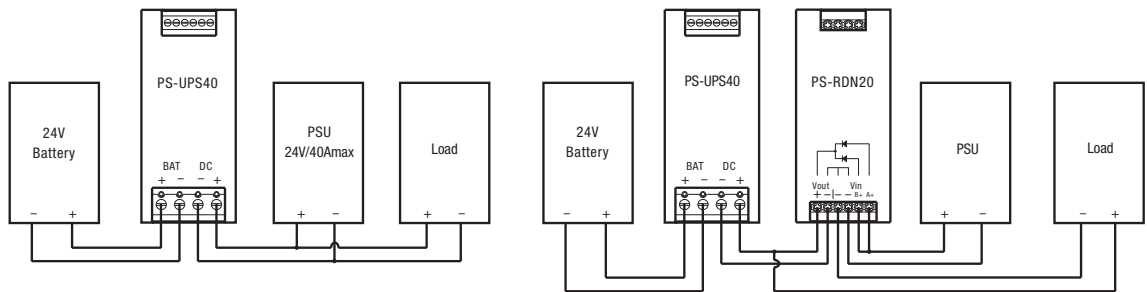 PS-UPS40
24V
Battery
BAT DC
+ − − +
− +
PSU
24V/40Amax
+ −
Load
+ −
PS-UPS40
24V
Battery
BAT DC
+ − − +
− +
PS-RDN20
Vout Vin
+ − | − − B+ A+
PSU
+ −
Load
− +